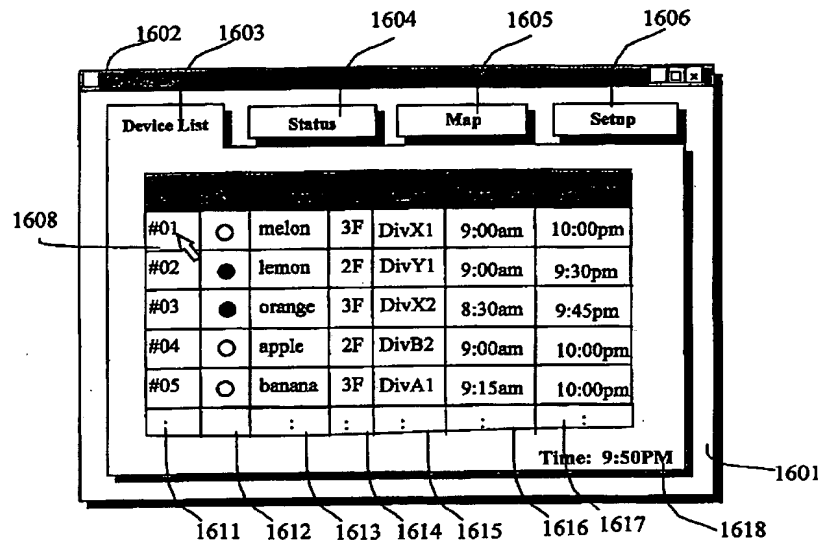 1602 1603 1604 1605 1606
Device List Status Map Setup
1608
#01 melon 3F DivX1 9:00am 10:00pm
#02 lemon 2F DivY1 9:00am 9:30pm
#03 orange 3F DivX2 8:30am 9:45pm
#04 apple 2F DivB2 9:00am 10:00pm
#05 banana 3F DivA1 9:15am 10:00pm
: : : : : :
Time: 9:50PM
1601
1611 1612 1613 1614 1615 1616 1617 1618